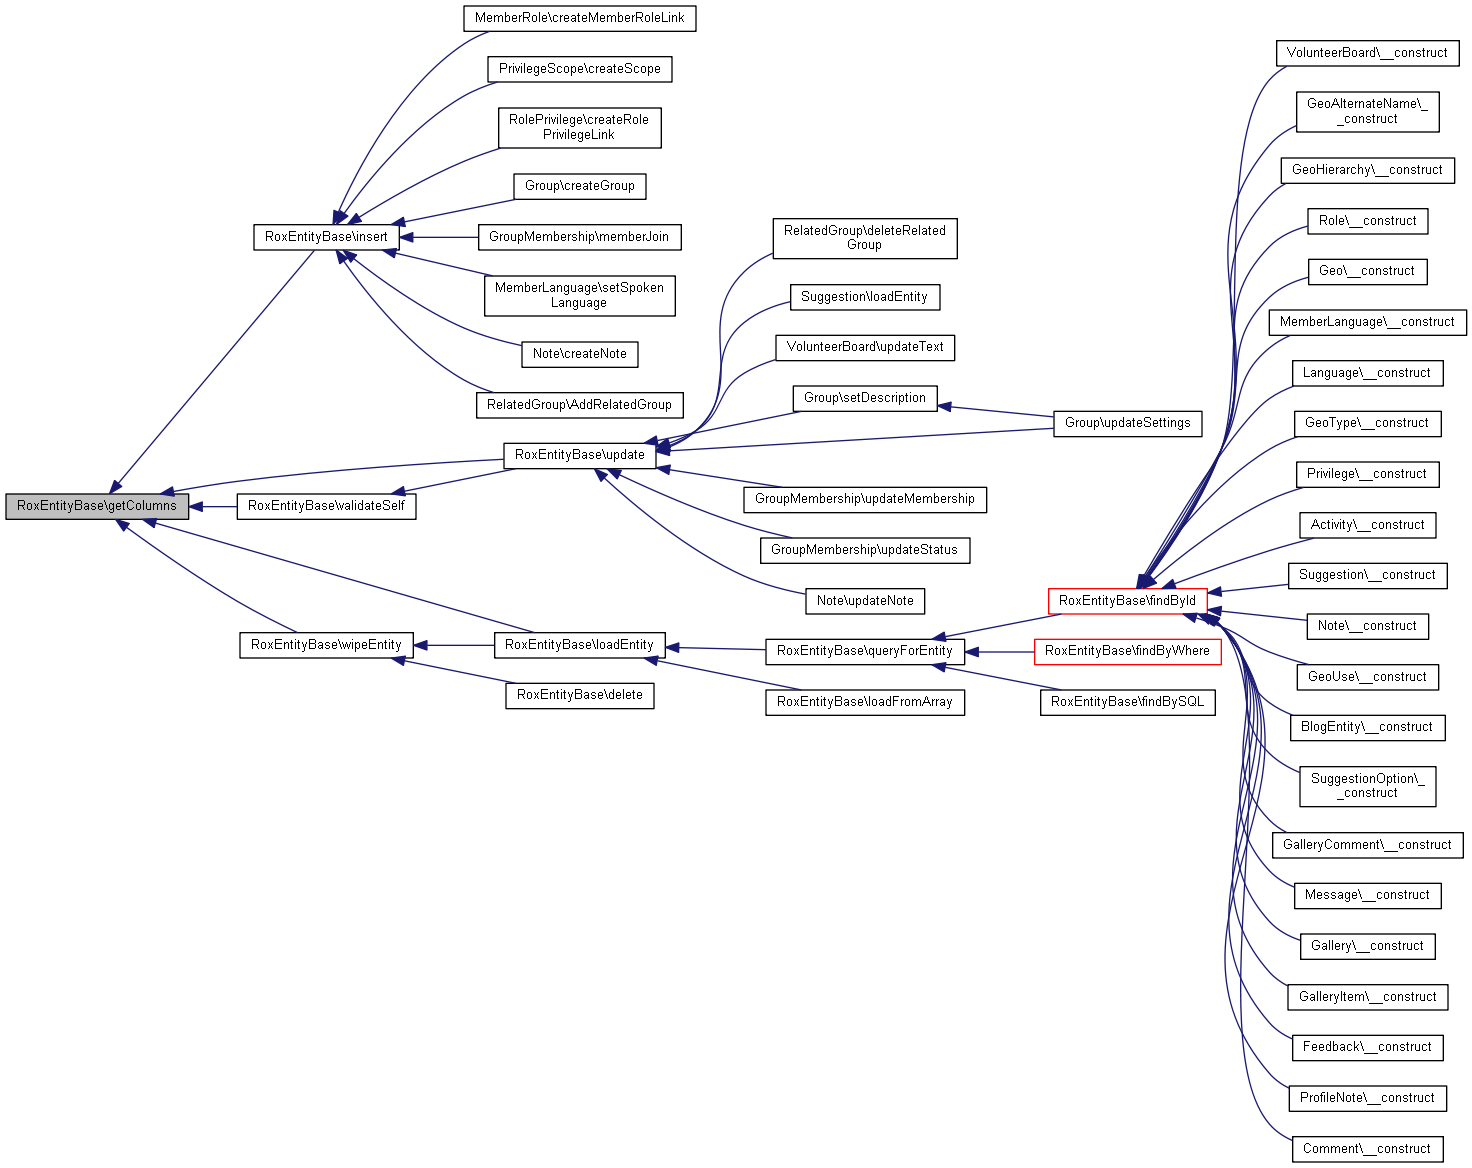 MemberRole\createMemberRoleLink
PrivilegeScope\createScope
RolePrivilege\createRole
PrivilegeLink
Group\createGroup
RoxEntityBase\insert
GroupMembership\memberJoin
MemberLanguage\setSpoken
Language
Note\createNote
RelatedGroup\AddRelatedGroup
RelatedGroup\deleteRelated
Group
Suggestion\loadEntity
VolunteerBoard\updateText
Group\setDescription
Group\updateSettings
RoxEntityBase\update
GroupMembership\updateMembership
GroupMembership\updateStatus
Note\updateNote
RoxEntityBase\getColumns
RoxEntityBase\validateSelf
RoxEntityBase\wipeEntity
RoxEntityBase\loadEntity
RoxEntityBase\delete
RoxEntityBase\queryForEntity
RoxEntityBase\loadFromArray
RoxEntityBase\findById
RoxEntityBase\findByWhere
RoxEntityBase\findBySQL
VolunteerBoard\__construct
GeoAlternateName\_
_construct
GeoHierarchy\__construct
Role\__construct
Geo\__construct
MemberLanguage\__construct
Language\__construct
GeoType\__construct
Privilege\__construct
Activity\__construct
Suggestion\__construct
Note\__construct
GeoUse\__construct
BlogEntity\__construct
SuggestionOption\_
_construct
GalleryComment\__construct
Message\__construct
Gallery\__construct
GalleryItem\__construct
Feedback\__construct
ProfileNote\__construct
Comment\__construct